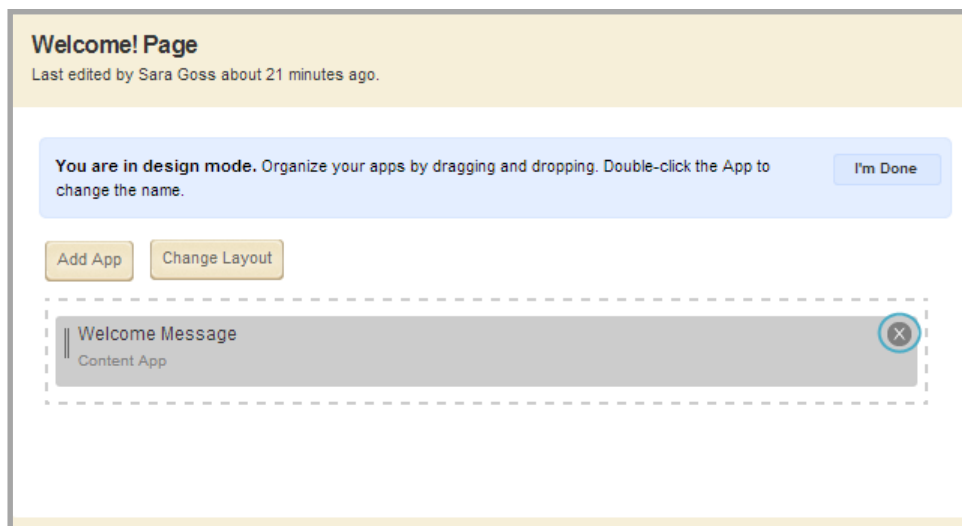 Welcome! Page
Last edited by Sara Goss about 21 minutes ago.
You are in design mode. Organize your apps by dragging and dropping. Double-click the App to
change the name.
I'm Done
Add App
Change Layout
Welcome Message
Content App